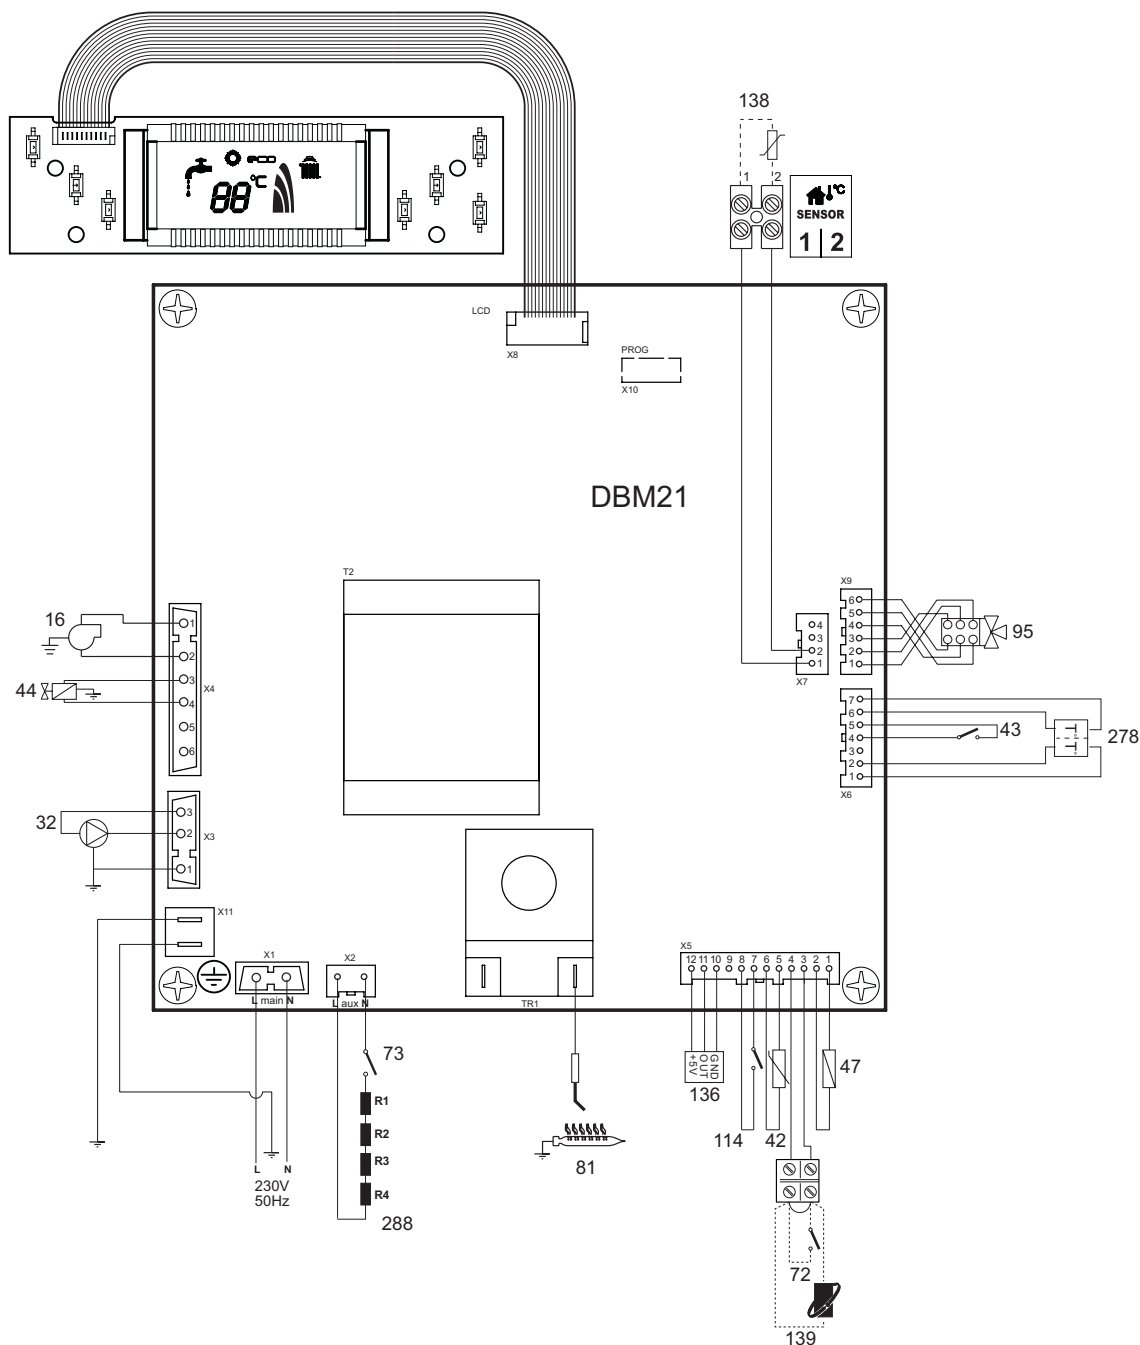 138
1 2
°C
SENSOR
1 2
eco
88 °C
LCD
X8
PROG
X10
DBM21
T2
X9
6
5
4
3
2
1
95
16
1
2
3
4
5
6
X4
44
4
3
2
1
X7
7
6
5
4
3
2
1
X6
43
278
32
3
2
1
X3
X11
X1
L main N
X2
L aux N
TR1
X5
12 11 10 9 8 7 6 5 4 3 2 1
73
R1
R2
R3
R4
288
L N
230V
50Hz
81
+5V
OUT
GND
136
114
42
47
72
139